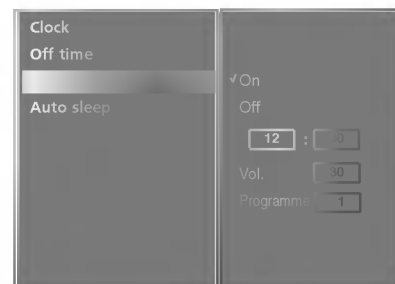 Clock
Off time
Auto sleep
✓On
Off
12 :
Vol. 30
Programme 1